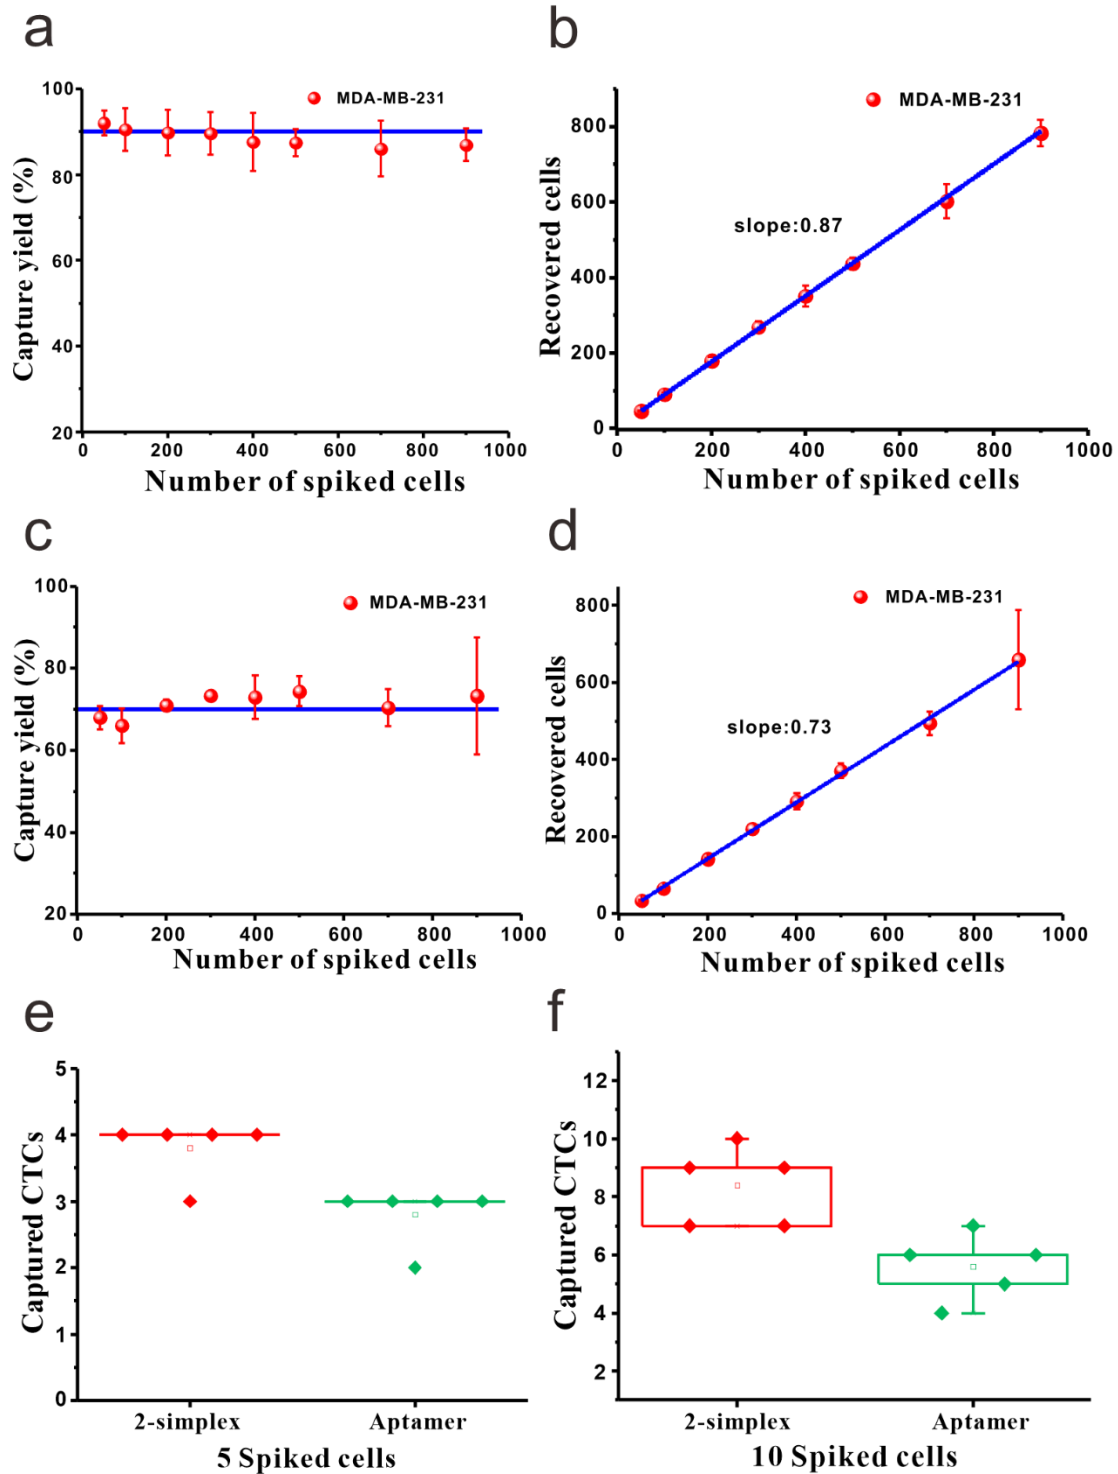 a
MDA-MB-231
Capture yield (%)
100
80
60
40
20
0
200
400
600
800
1000
Number of spiked cells
b
MDA-MB-231
slope:0.87
Recovered cells
800
600
400
200
0
0
200
400
600
800
1000
Number of spiked cells
c
MDA-MB-231
Capture yield (%)
100
80
60
40
20
0
200
400
600
800
1000
Number of spiked cells
d
MDA-MB-231
slope:0.73
Recovered cells
800
600
400
200
0
0
200
400
600
800
1000
Number of spiked cells
e
Captured CTCs
5
4
3
2
1
0
2-simplex
Aptamer
5 Spiked cells
f
Captured CTCs
12
10
8
6
4
2
2-simplex
Aptamer
10 Spiked cells